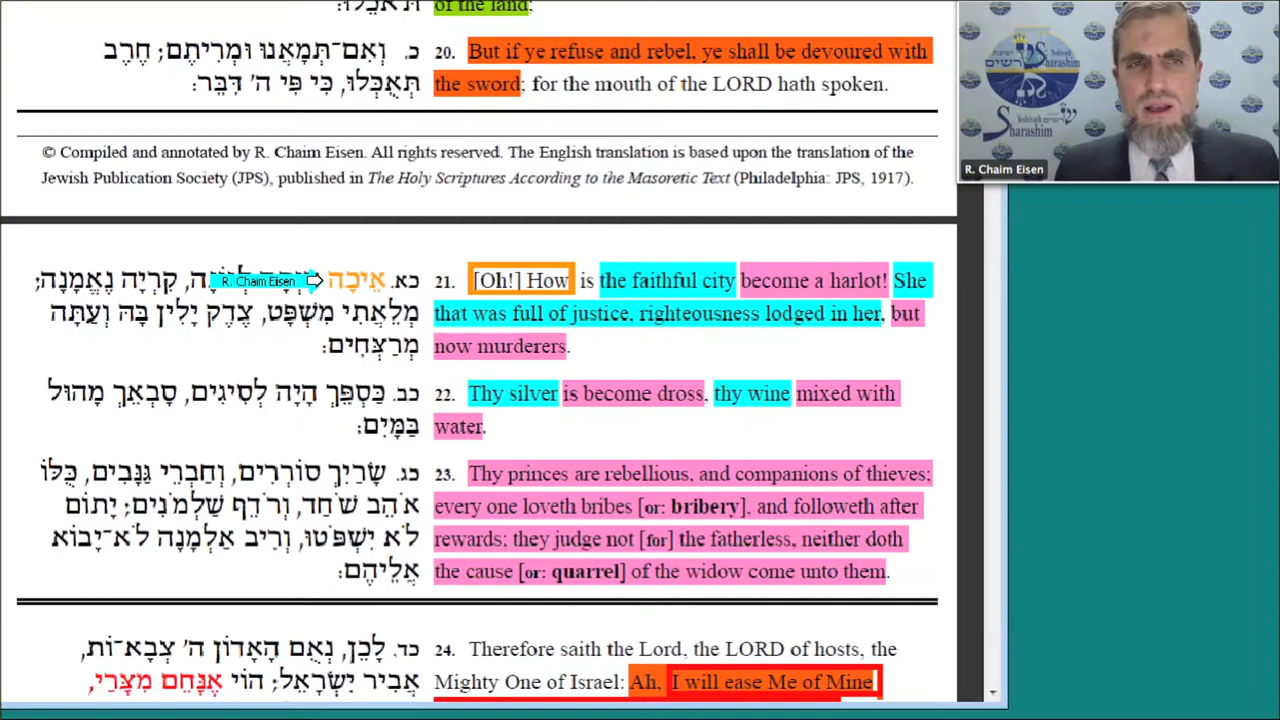 תֹּאכֵלוּ׃
of the land;
כ. וְאִם־תְּמָאֲנוּ וּמְרִיתֶם; חֶרֶב
תְּאֻכְּלוּ, כִּי פִּי ה' דִּבֵּר׃
20. But if ye refuse and rebel, ye shall be devoured with
the sword; for the mouth of the LORD hath spoken.
© Compiled and annotated by R. Chaim Eisen. All rights reserved. The English translation is based upon the translation of the
Jewish Publication Society (JPS), published in The Holy Scriptures According to the Masoretic Text (Philadelphia: JPS, 1917).
כא. אֵיכָה קִרְיָה נֶאֱמָנָה;
מְלֵאֲתִי מִשְׁפָּט, צֶדֶק יָלִין בָּהּ וְעַתָּה
מְרַצְּחִים׃
R. Chaim Eisen
21. [Oh!] How is the faithful city become a harlot! She
that was full of justice, righteousness lodged in her, but
now murderers.
כב. כַּסְפֵּךְ הָיָה לְסִיגִים, סָבְאֵךְ מָהוּל
בַּמָּיִם׃
22. Thy silver is become dross, thy wine mixed with
water.
כג. שָׂרַיִךְ סוֹרְרִים, וְחַבְרֵי גַּנָּבִים, כֻּלּוֹ
אֹהֵב שֹׁחַד, וְרֹדֵף שַׁלְמֹנִים; יָתוֹם
לֹא יִשְׁפֹּטוּ, וְרִיב אַלְמָנָה לֹא־יָבוֹא
אֲלֵיהֶם׃
23. Thy princes are rebellious, and companions of thieves;
every one loveth bribes [or: bribery], and followeth after
rewards; they judge not [for] the fatherless, neither doth
the cause [or: quarrel] of the widow come unto them.
כד. לָכֵן, נְאֻם הָאָדוֹן ה' צְבָא־וֹת,
אֲבִיר יִשְׂרָאֵל; הוֹי אֶנָּחֵם מִצָּרַי,
24. Therefore saith the Lord, the LORD of hosts, the
Mighty One of Israel: Ah, I will ease Me of Mine
ישיבת
שרשים
Yeshivath
Sharashim
R. Chaim Eisen